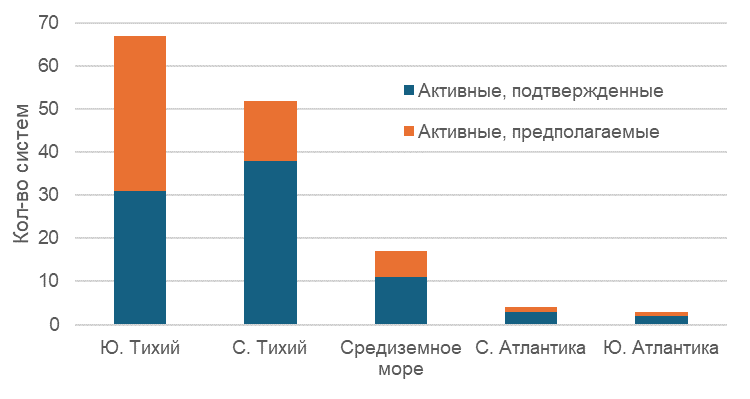 70
60
50
40
30
20
10
0
Кол-во систем
Активные, подтвержденные
Активные, предполагаемые
Ю. Тихий
С. Тихий
Средиземное
море
С. Атлантика
Ю. Атлантика